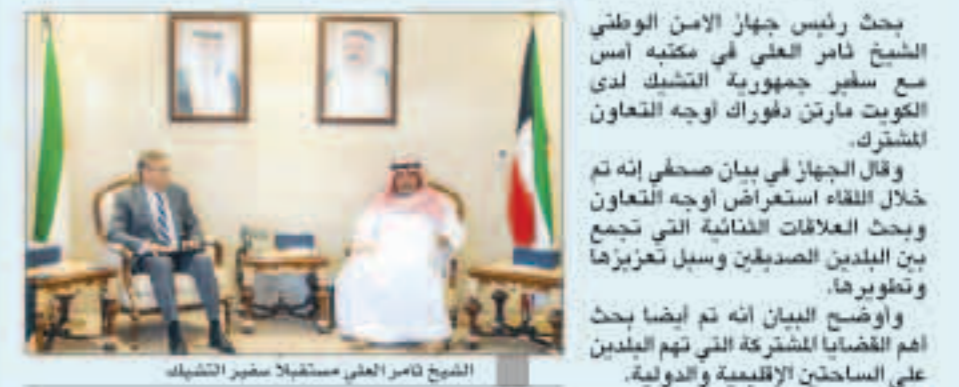 بحث رئيس جهاز الامن الوطني
الشيخ ثامر العلي في مكتبه أمس
مع سفير جمهورية التشيك لدى
الكويت مارتن دفوراك أوجه التعاون
المشترك.
وقال الجهاز في بيان صحفي إنه تم
خلال اللقاء استعراض أوجه التعاون
وبحث العلاقات الثنائية التي تجمع
بين البلدين الصديقين وسبل تعزيزها
وتطويرها.
وأوضح البيان أنه تم أيضا بحث
أهم القضايا المشتركة التي تهم البلدين
على الساحتين الإقليمية والدولية.
الشيخ ثامر العلي مستقبلاً سفير التشيك